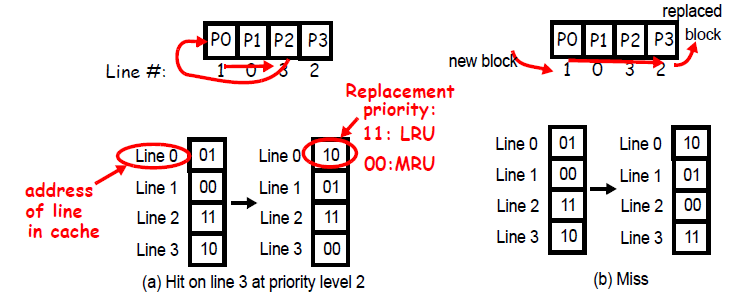 P0 P1 P2 P3
Line #: 1 0 3 2
Replacement
priority:
11: LRU
00:MRU
Line 0 01
Line 1 00
Line 2 11
Line 3 10
address
of line
in cache
Line 0 10
Line 1 01
Line 2 11
Line 3 00
(a) Hit on line 3 at priority level 2
replaced
block
P0 P1 P2 P3
new block
1 0 3 2
Line 0 01
Line 1 00
Line 2 11
Line 3 10
Line 0 10
Line 1 01
Line 2 00
Line 3 11
(b) Miss